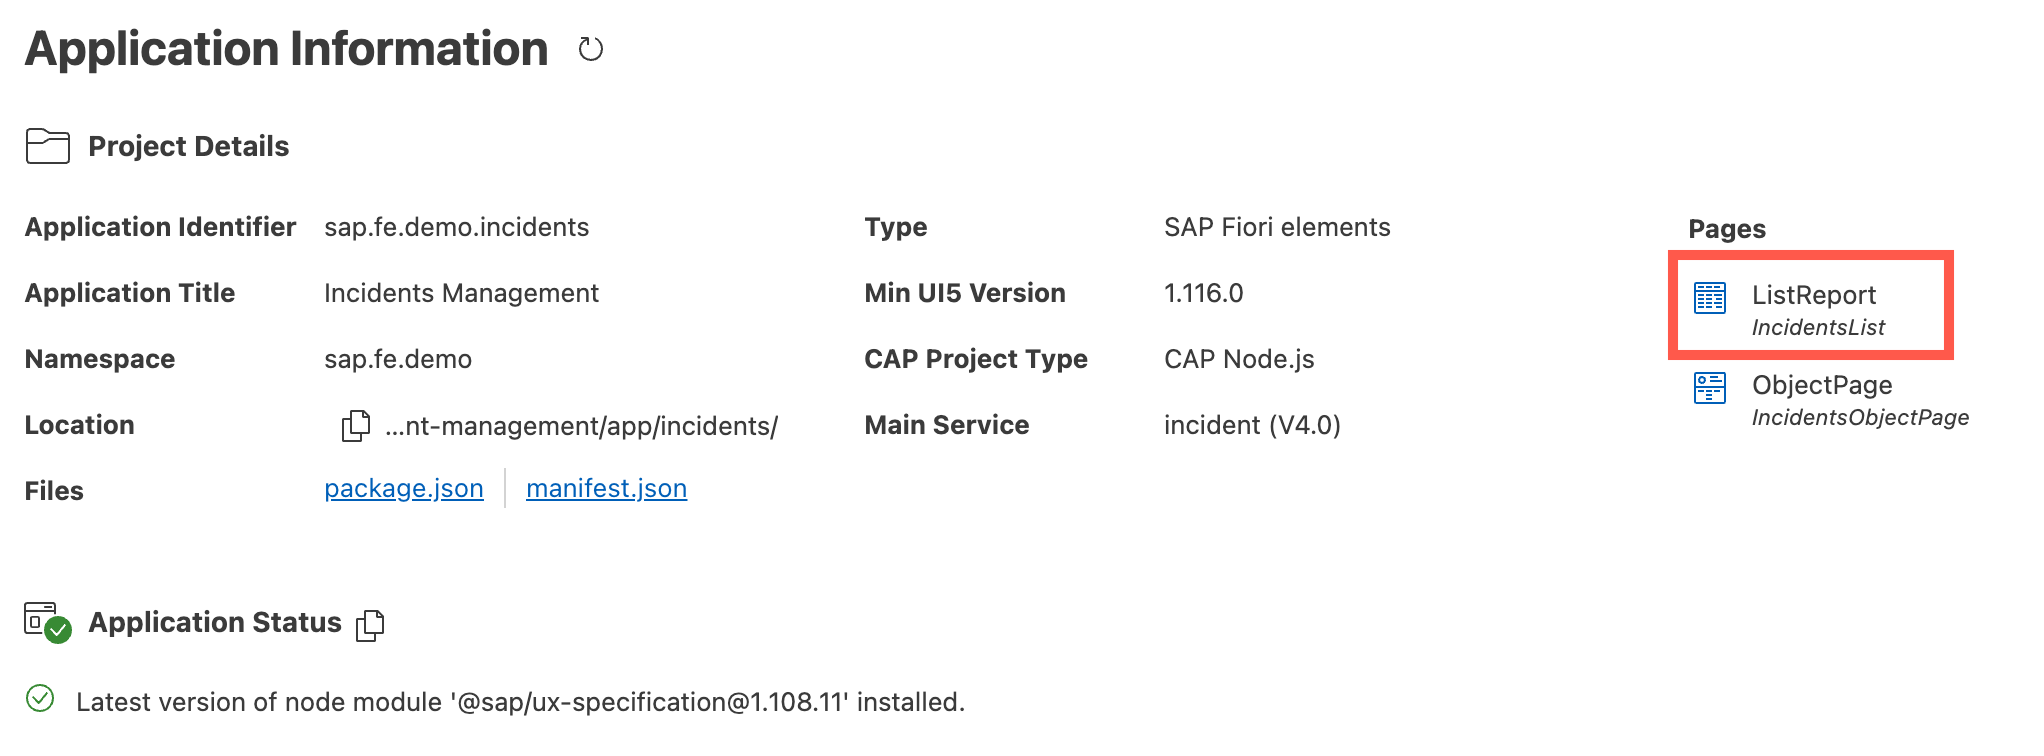 Application Information
Project Details
Application Identifier sap.fe.demo.incidents
Application Title Incidents Management
Namespace sap.fe.demo
Location ...nt-management/app/incidents/
Files package.json manifest.json
Type SAP Fiori elements
Min UI5 Version 1.116.0
CAP Project Type CAP Node.js
Main Service incident (V4.0)
Pages
ListReport
IncidentsList
ObjectPage
IncidentsObjectPage
Application Status
Latest version of node module '@sap/ux-specification@1.108.11' installed.